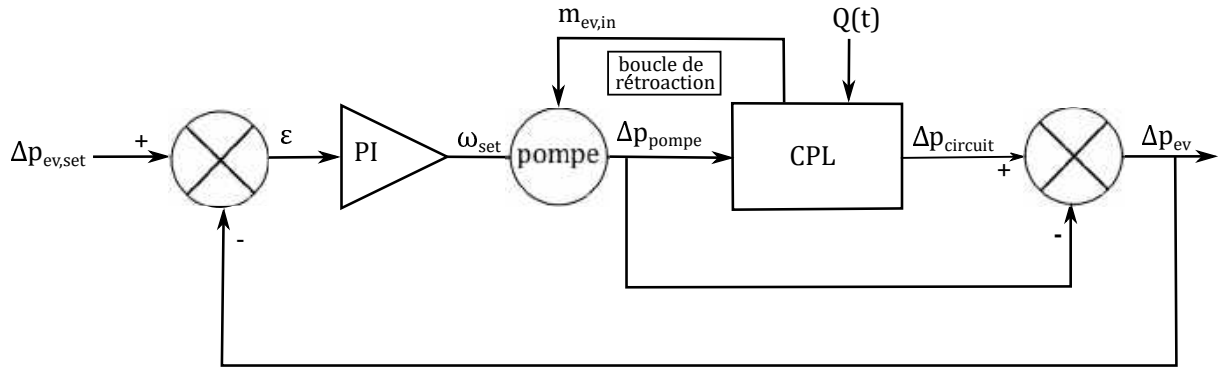 m_ev,in
Q(t)
boucle de
rétroaction
Δp_ev,set
+
ε
PI
ω_set
pompe
Δp_pompe
CPL
Δp_circuit
+
Δp_ev
-
-